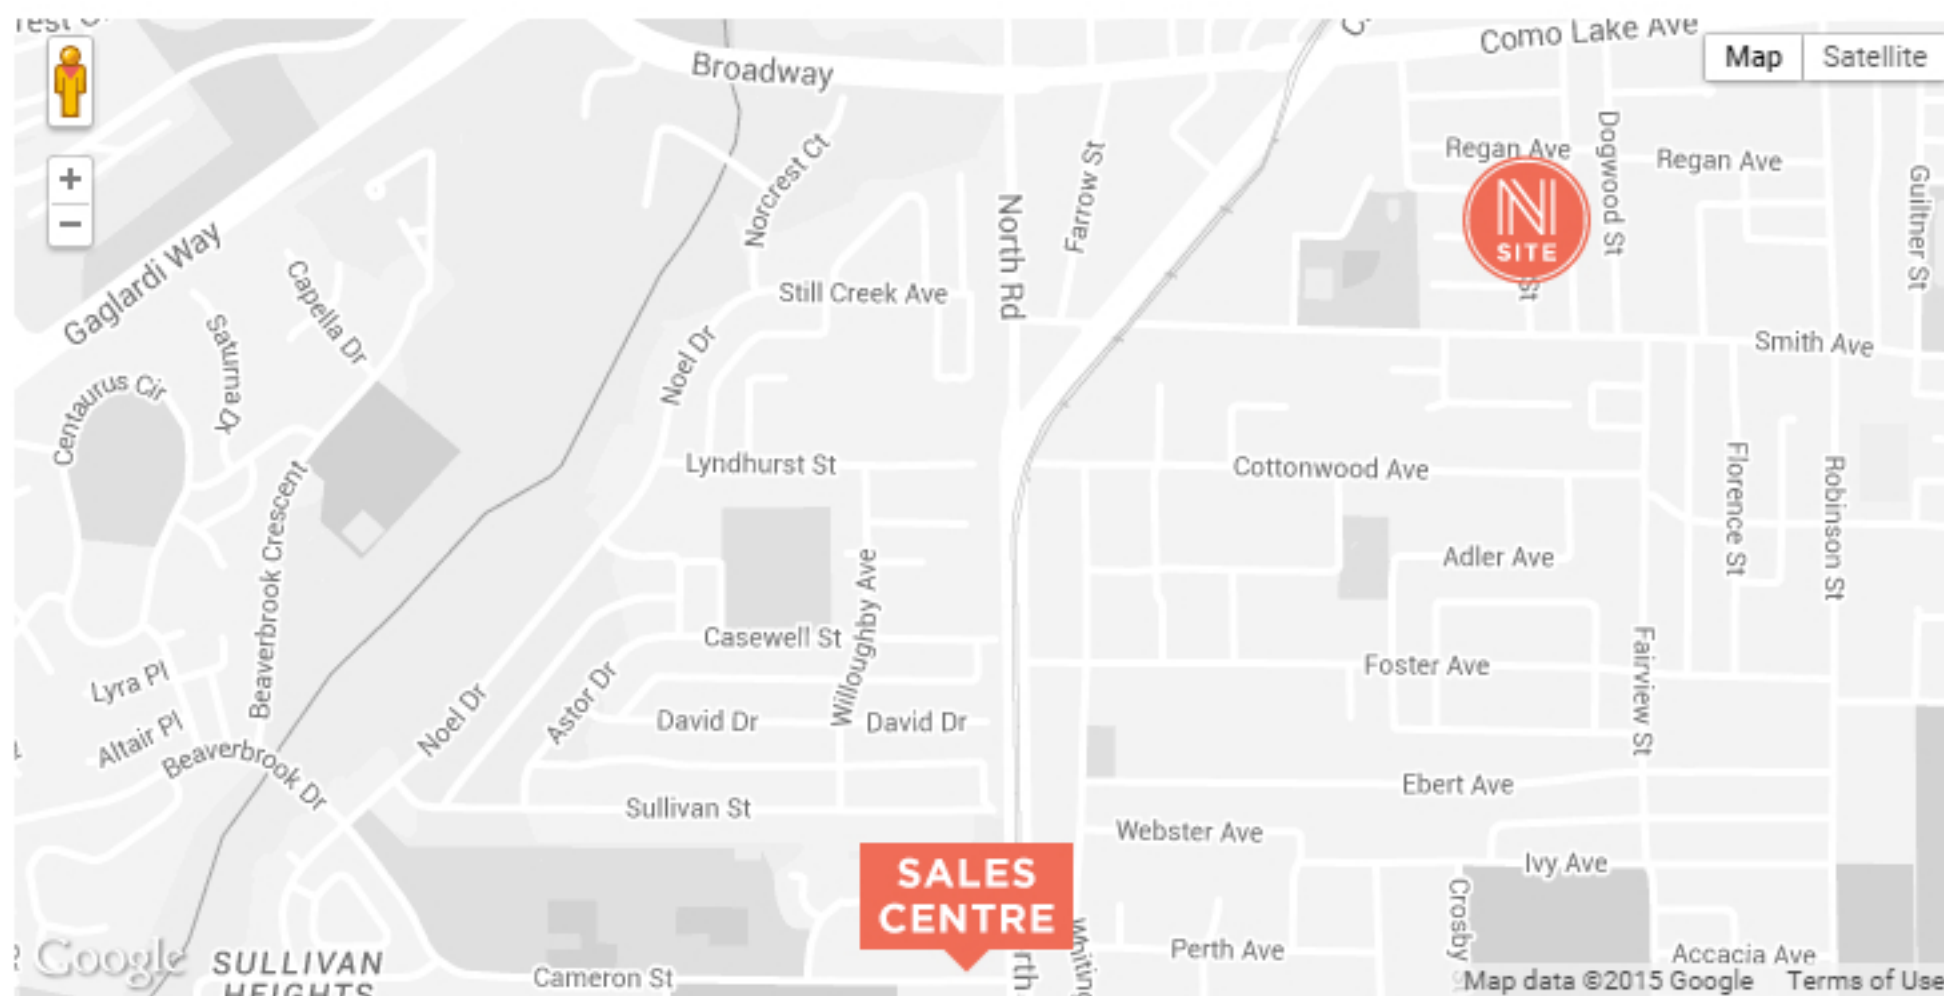 Como Lake Ave
Map
Satellite
Broadway
Regan Ave
Regan Ave
Dogwood St
Norcrest Ct
Farrow St
Guiltner St
N
SITE
St
North Rd
Gaglardi Way
Capella Dr
Still Creek Ave
Saturna Dr
Noel Dr
Smith Ave
Centaurus Cir
Lyndhurst St
Cottonwood Ave
Florence St
Robinson St
Beaverbrook Crescent
Adler Ave
Willoughby Ave
Casewell St
Foster Ave
Fairview St
Lyra Pl
Altair Pl
Noel Dr
Astor Dr
David Dr
David Dr
Beaverbrook Dr
Ebert Ave
Sullivan St
Webster Ave
Ivy Ave
SALES
CENTRE
Crosby
Whiting
Perth Ave
Accacia Ave
Google
SULLIVAN
HEIGHTS
Cameron St
rth
Map data ©2015 Google
Terms of Use